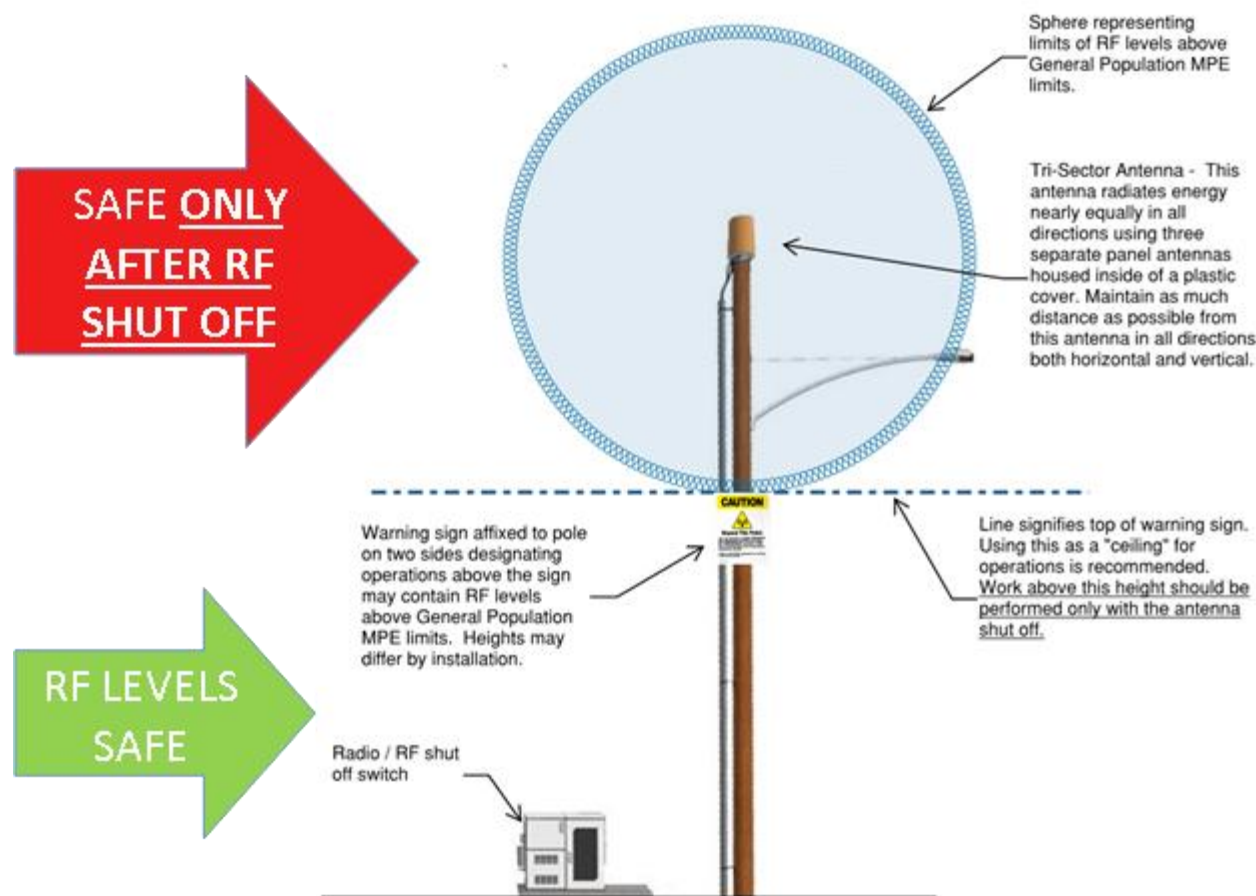 SAFE ONLY
AFTER RF
SHUT OFF
Sphere representing
limits of RF levels above
General Population MPE
limits.
Tri-Sector Antenna - This
antenna radiates energy
nearly equally in all
directions using three
separate panel antennas
housed inside of a plastic
cover. Maintain as much
distance as possible from
this antenna in all directions
both horizontal and vertical.
CAUTION
Warning sign affixed to pole
on two sides designating
operations above the sign
may contain RF levels
above General Population
MPE limits. Heights may
differ by installation.
Line signifies top of warning sign.
Using this as a "ceiling" for
operations is recommended.
Work above this height should be
performed only with the antenna
shut off.
RF LEVELS
SAFE
Radio / RF shut
off switch